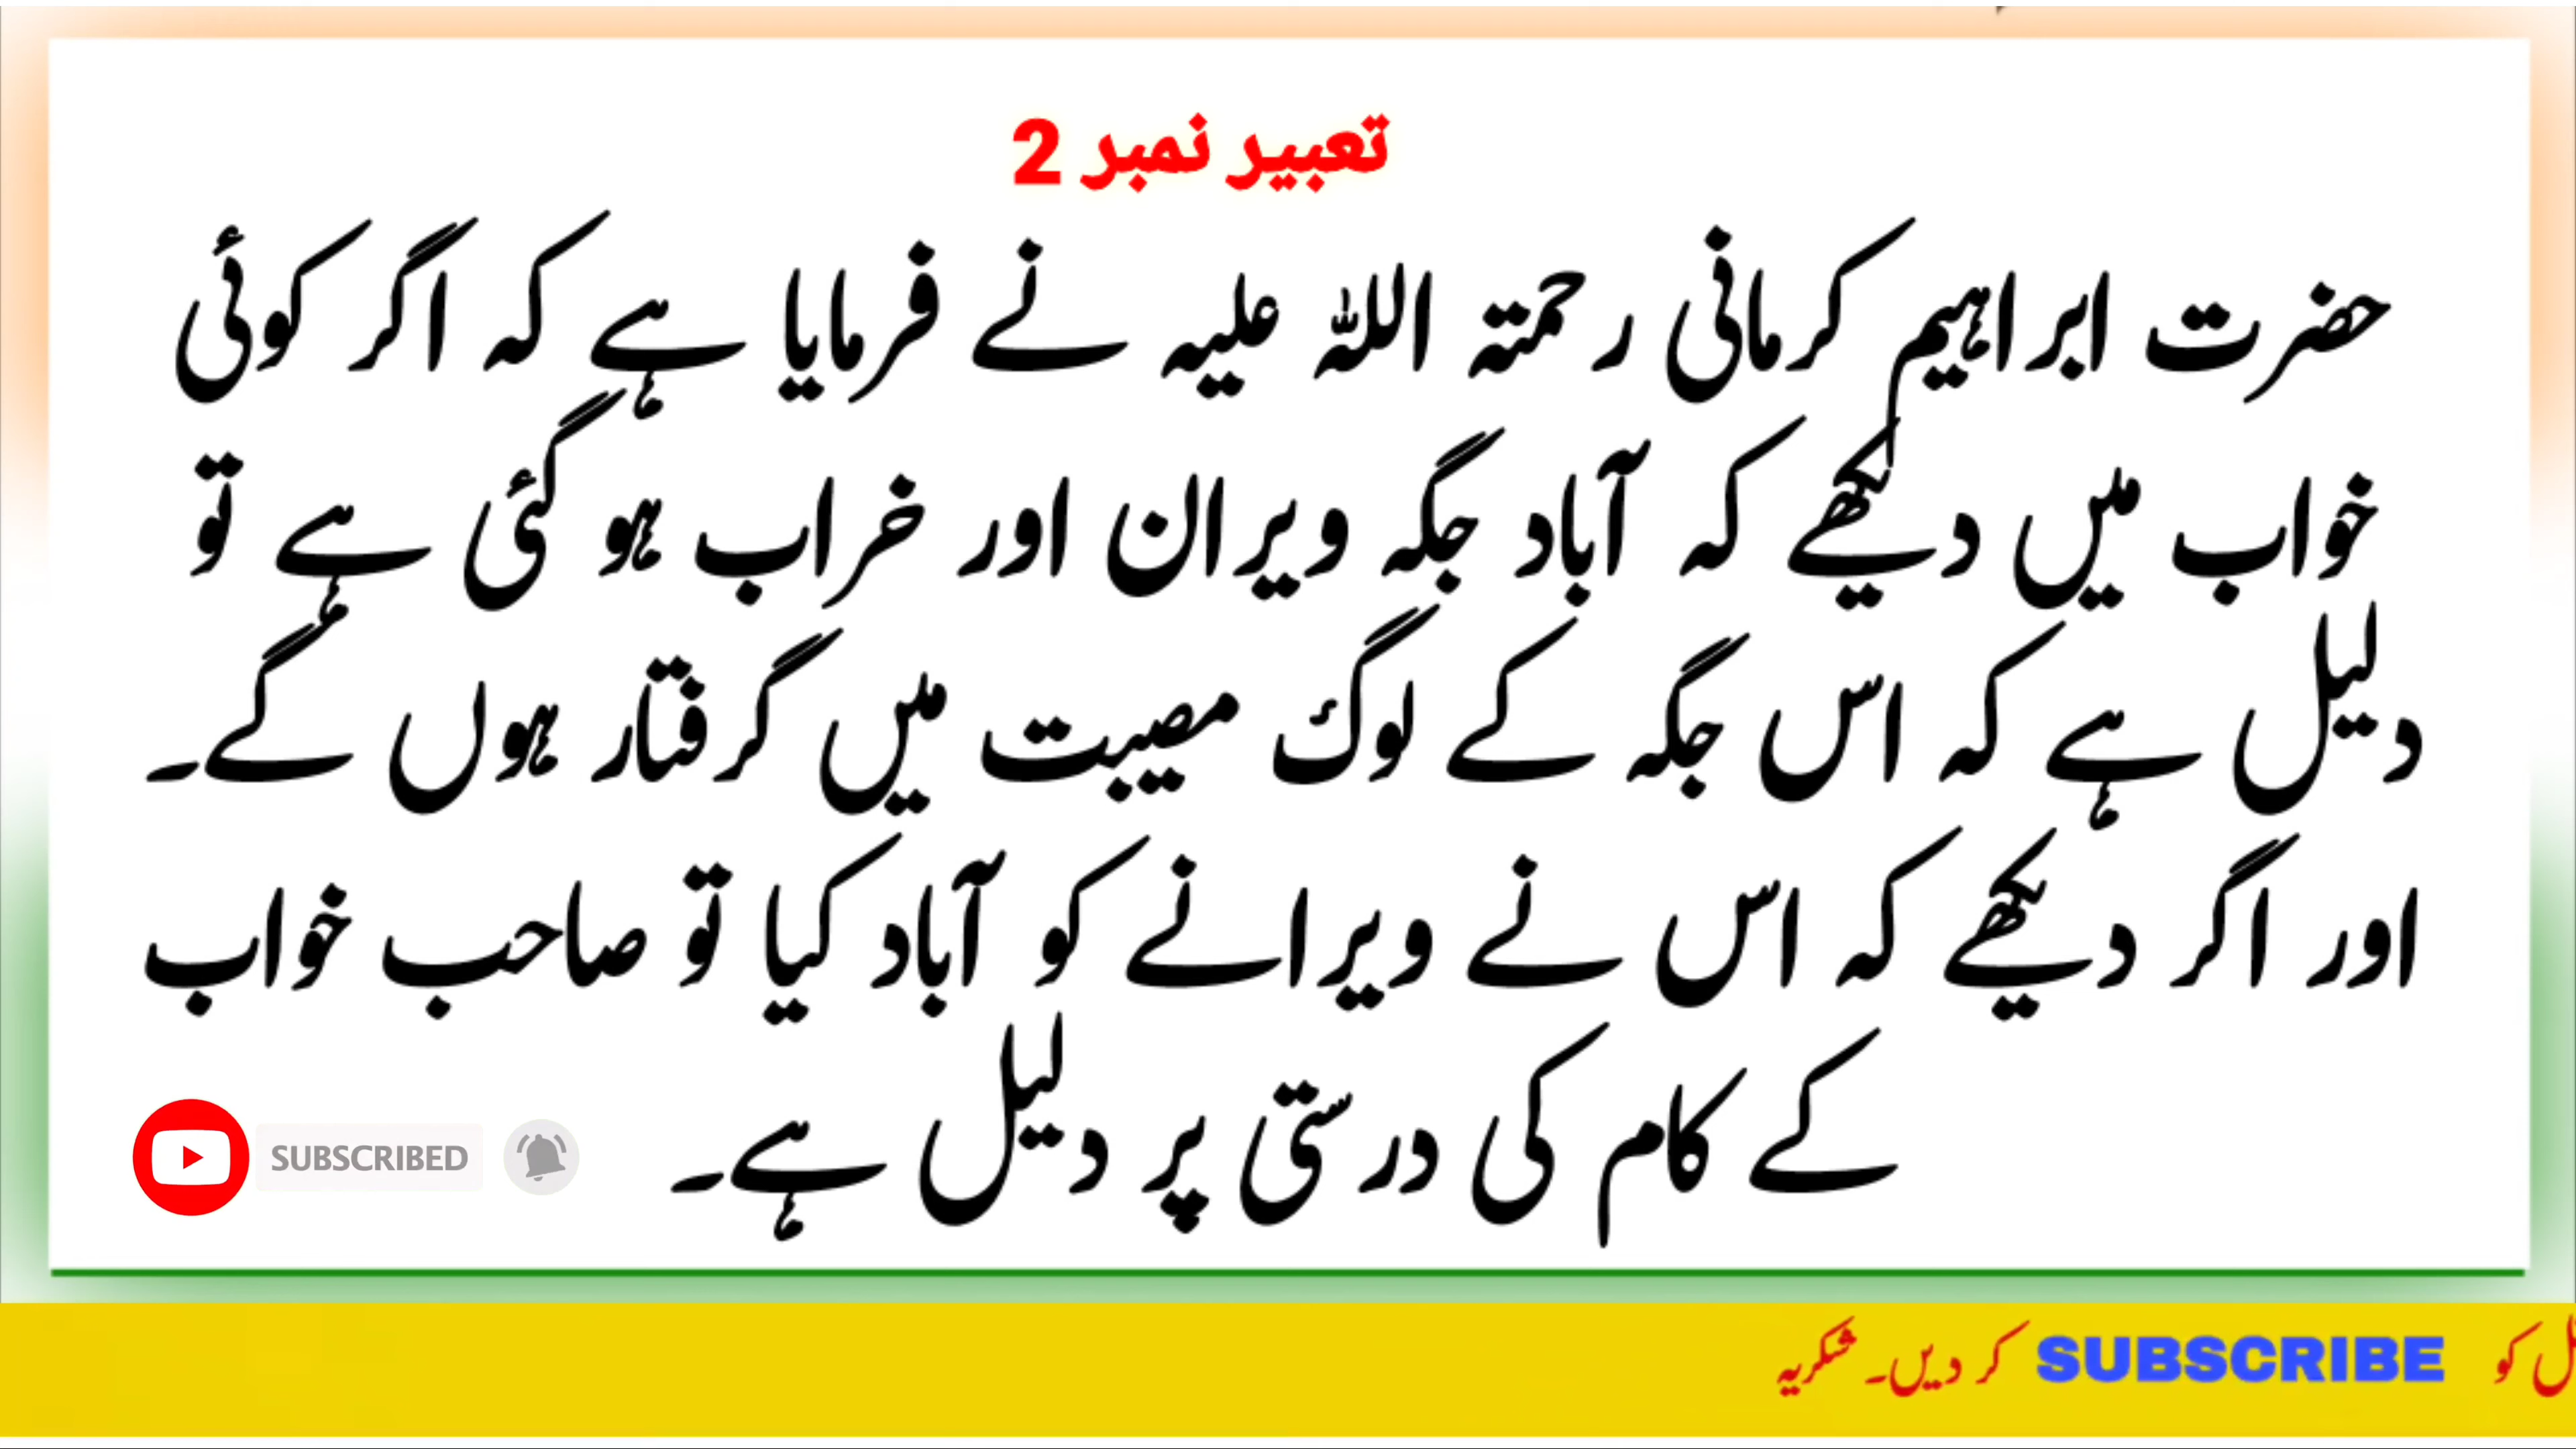 تعبیر نمبر 2
حضرت ابراہیم کرمانی رحمتہ اللہ علیہ نے فرمایا ہے کہ اگر کوئی
خواب میں دیکھے کہ آباد جگہ ویران اور خراب ہو گئی ہے تو
دلیل ہے کہ اس جگہ کے لوگ مصیبت میں گرفتار ہوں گے۔
اور اگر دیکھے کہ اس نے ویرانے کو آباد کیا تو صاحب خواب
کے کام کی درستی پر دلیل ہے۔
SUBSCRIBED
کو SUBSCRIBE کر دیں۔ شکریہ